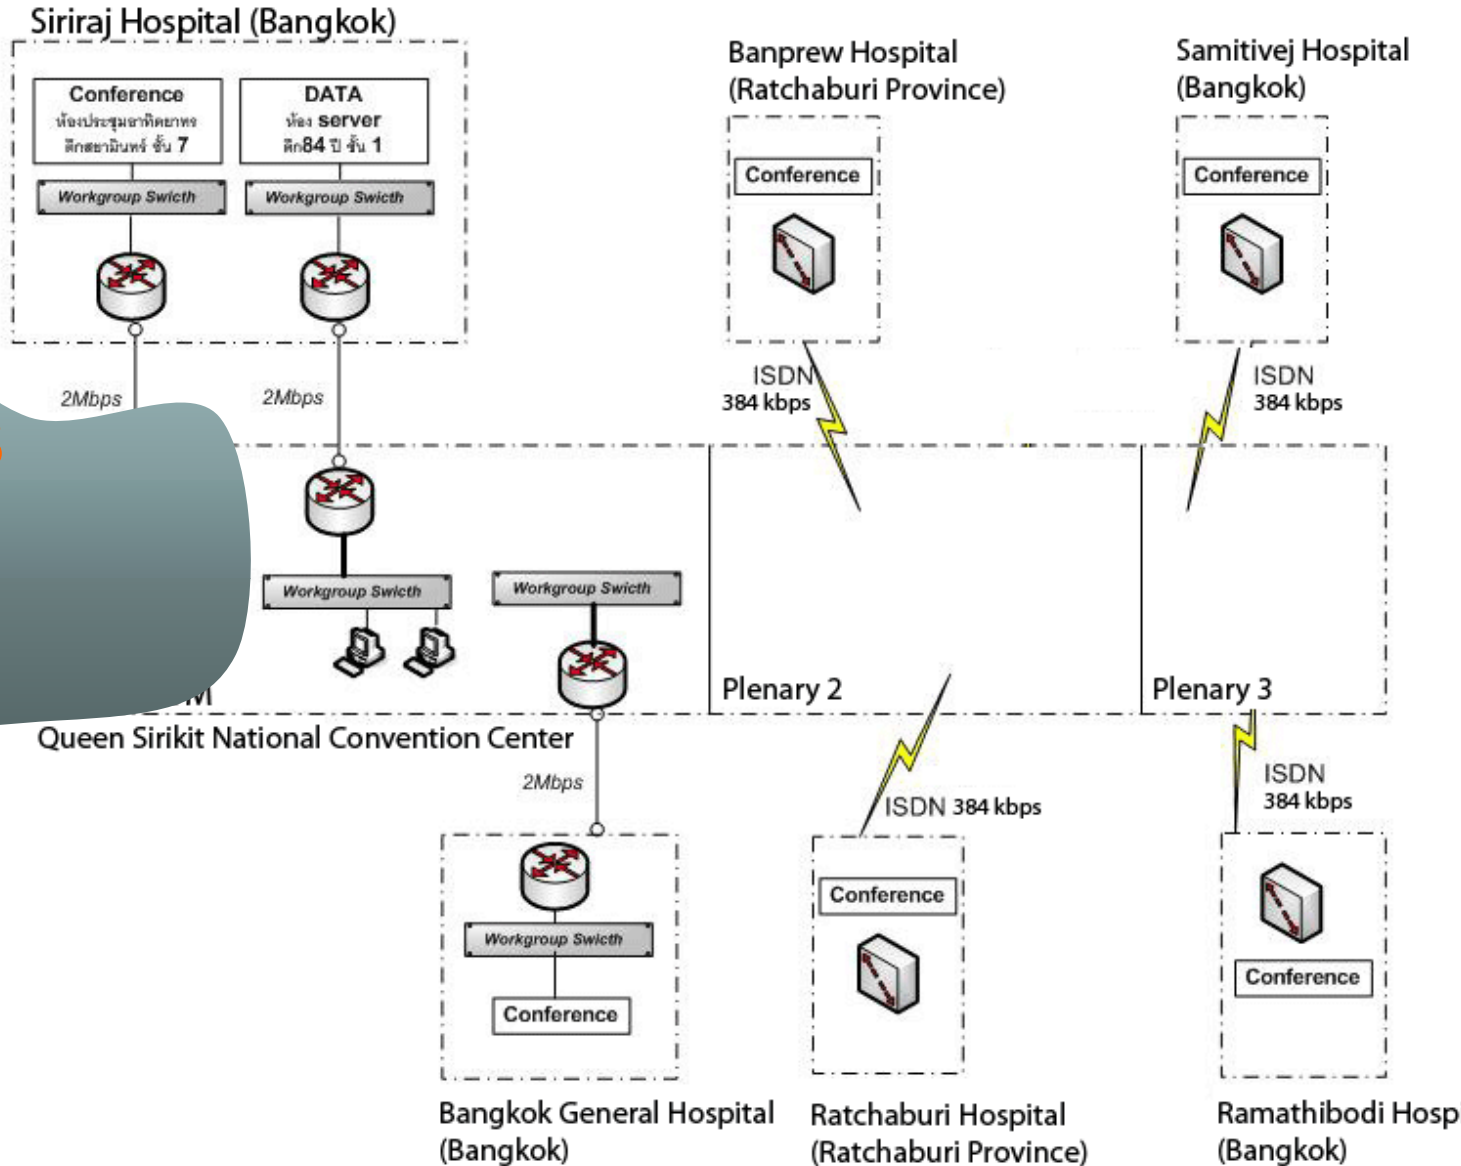 Siriraj Hospital (Bangkok)
Conference
ห้องประชุมอาทิตยาทร
ตึกสยามินทร์ ชั้น 7
DATA
ห้อง server
ตึก84 ปี ชั้น 1
Workgroup Swicth
Workgroup Swicth
2Mbps
2Mbps
Banprew Hospital
(Ratchaburi Province)
Conference
ISDN
384 kbps
Samitivej Hospital
(Bangkok)
Conference
ISDN
384 kbps
Workgroup Swicth
Workgroup Swicth
Plenary 2
Plenary 3
Queen Sirikit National Convention Center
2Mbps
ISDN 384 kbps
ISDN
384 kbps
Workgroup Swicth
Conference
Bangkok General Hospital
(Bangkok)
Conference
Ratchaburi Hospital
(Ratchaburi Province)
Conference
Ramathibodi Hosp
(Bangkok)